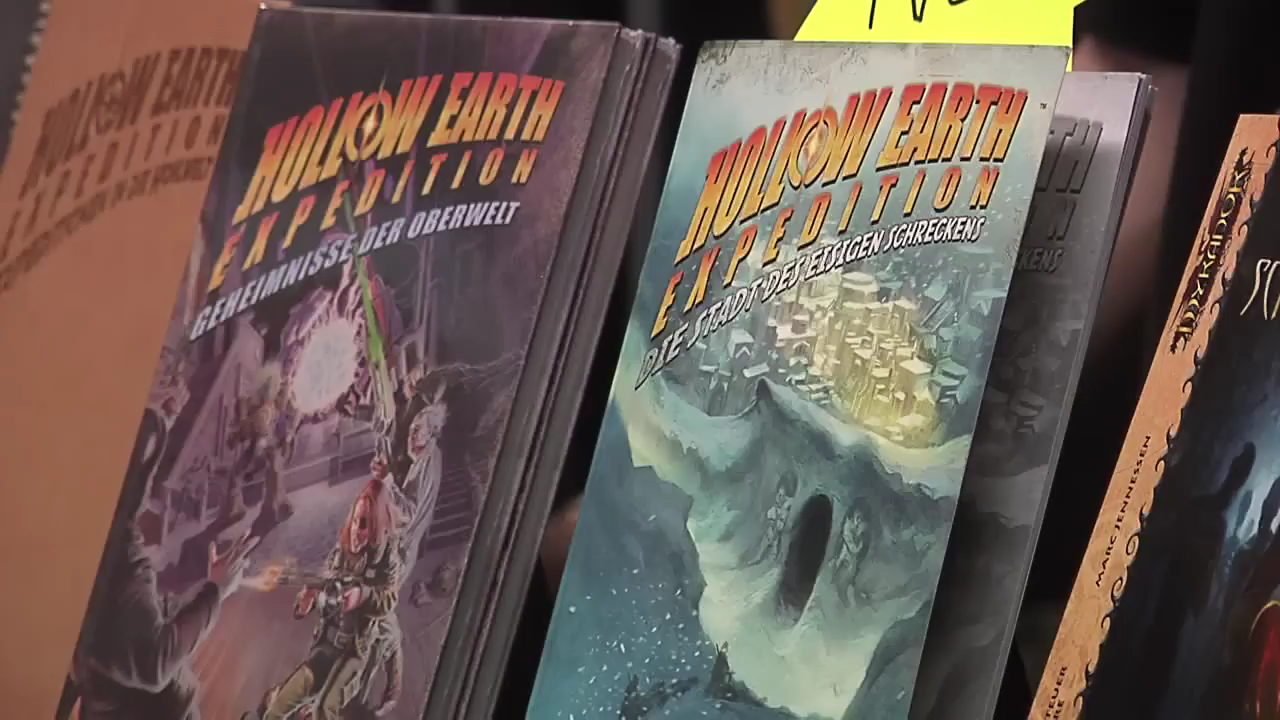 HOLLOW EARTH
EXPEDITION
HOLLOW EARTH
EXPEDITION
GEHEIMNISSE DER OBERWELT
HOLLOW EARTH
EXPEDITION
DIE STADT DES EISIGEN SCHRECKENS
TM
MARC JENNESSEN